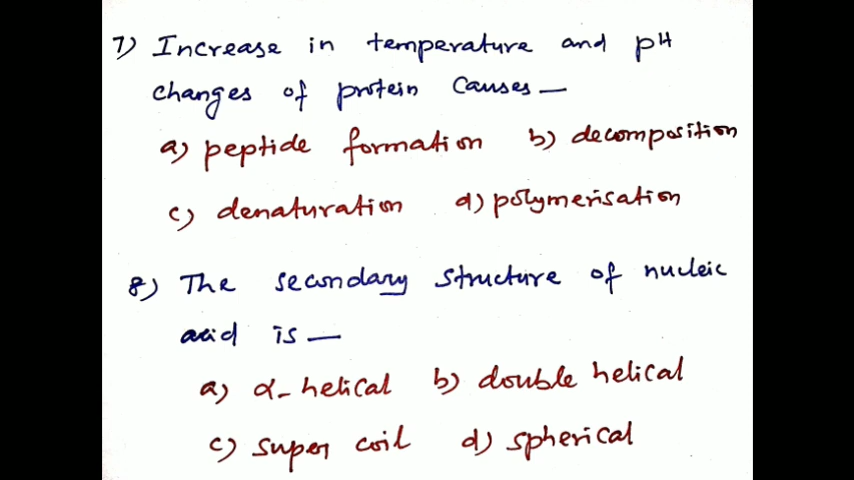 7) Increase in temperature and pH
changes of protein causes —
a) peptide formation b) decomposition
c) denaturation d) polymerisation
8) The secondary structure of nucleic
acid is —
a) α- helical b) double helical
c) super coil d) spherical